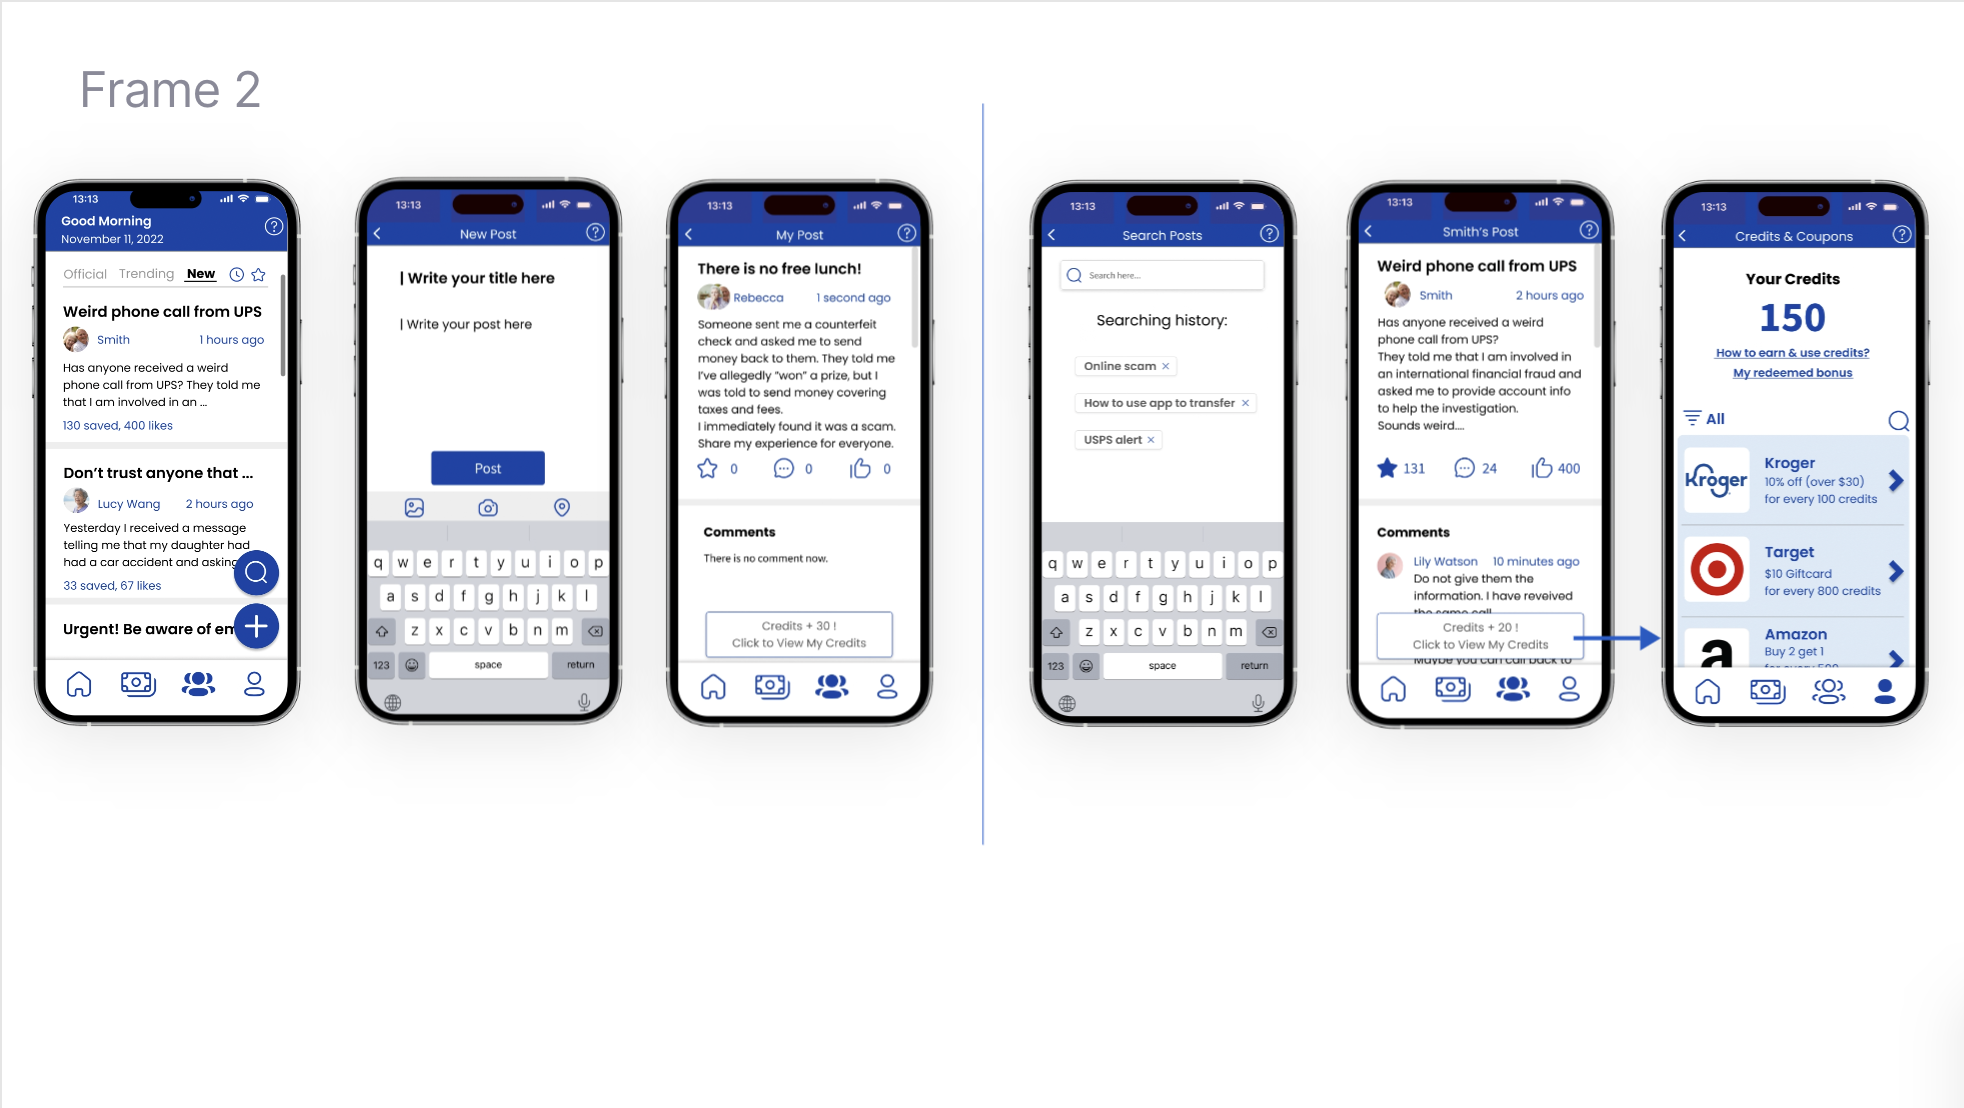 Frame 2
13:13
Good Morning
November 11, 2022
Official Trending New
Weird phone call from UPS
Smith 1 hours ago
Has anyone received a weird
phone call from UPS? They told me
that I am involved in an ...
130 saved, 400 likes
Don't trust anyone that ...
Lucy Wang 2 hours ago
Yesterday I received a message
telling me that my daughter had
had a car accident and asking
33 saved, 67 likes
Urgent! Be aware of em
13:13
New Post
| Write your title here
| Write your post here
Post
q w e r t y u i o p
a s d f g h j k l
z x c v b n m
123 space return
13:13
My Post
There is no free lunch!
Rebecca 1 second ago
Someone sent me a counterfeit
check and asked me to send
money back to them. They told me
I've allegedly "won" a prize, but I
was told to send money covering
taxes and fees.
I immediately found it was a scam.
Share my experience for everyone.
0 0 0
Comments
There is no comment now.
Credits + 30 !
Click to View My Credits
13:13
Search Posts
Search here...
Searching history:
Online scam ×
How to use app to transfer ×
USPS alert ×
q w e r t y u i o p
a s d f g h j k l
z x c v b n m
123 space return
13:13
Smith's Post
Weird phone call from UPS
Smith 2 hours ago
Has anyone received a weird
phone call from UPS?
They told me that I am involved in
an international financial fraud and
asked me to provide account info
to help the investigation.
Sounds weird....
131 24 400
Comments
Lily Watson 10 minutes ago
Do not give them the
information. I have reveived
the same call
Credits + 20 !
Click to View My Credits
Maybe you can call back to
13:13
Credits & Coupons
Your Credits
150
How to earn & use credits?
My redeemed bonus
All
Kroger
Kroger
10% off (over $30)
for every 100 credits
Target
$10 Giftcard
for every 800 credits
a
Amazon
Buy 2 get 1
for every 500